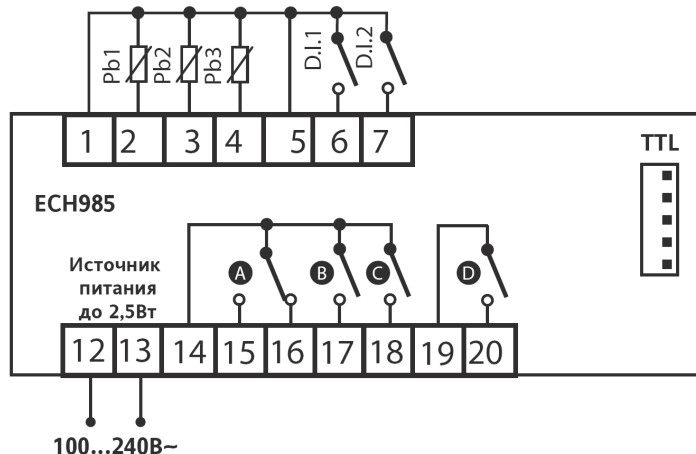 Pb1 Pb2 Pb3 D.I.1 D.I.2
1 2 3 4 5 6 7
TTL
ECH985
Источник
питания
до 2,5Вт
A B C D
12 13 14 15 16 17 18 19 20
100...240В~